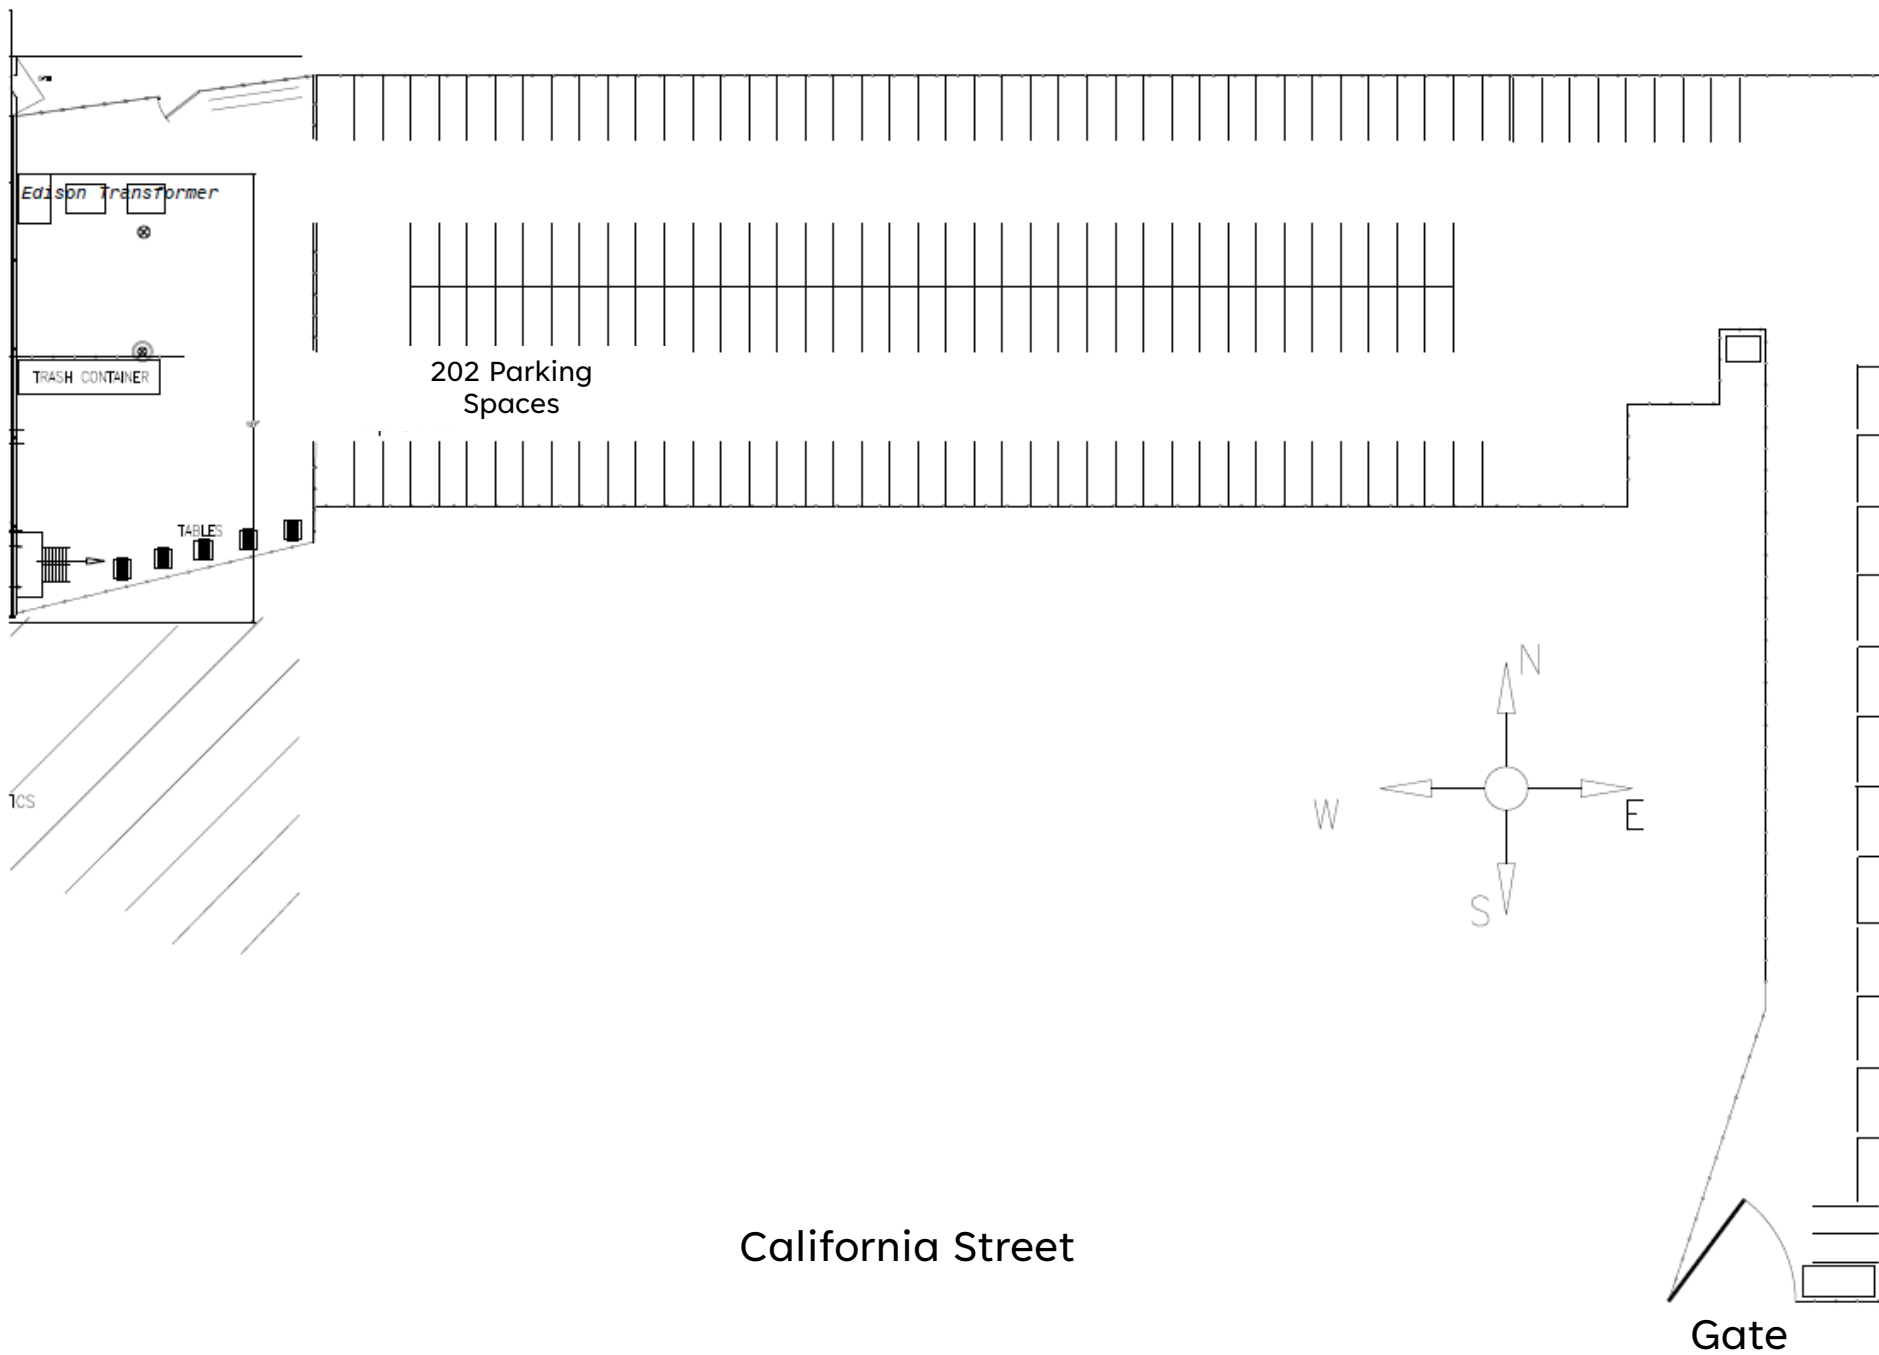 Edison Transformer
TRASH CONTAINER
202 Parking
Spaces
TABLES
N
W
E
S
California Street
Gate